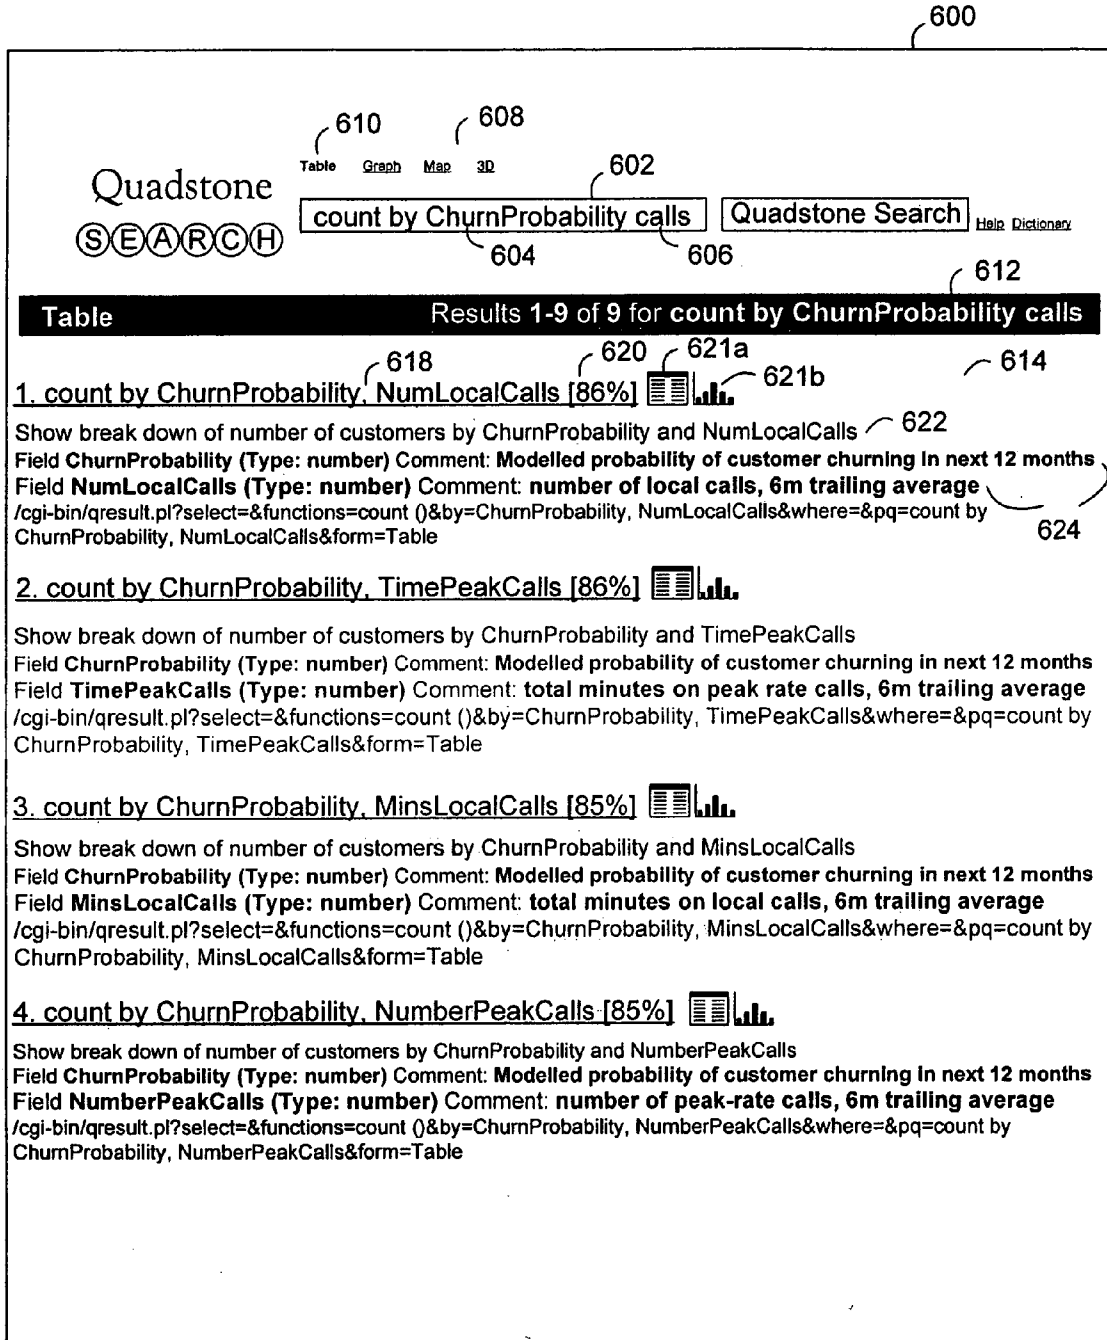 600
610 608
Table Graph Map 3D
602
Quadstone
SEARCH
count by ChurnProbability calls
Quadstone Search
Help Dictionary
604 606
612
Table Results 1-9 of 9 for count by ChurnProbability calls
618 620 621a 621b 614
1. count by ChurnProbability, NumLocalCalls [86%]
Show break down of number of customers by ChurnProbability and NumLocalCalls 622
Field ChurnProbability (Type: number) Comment: Modelled probability of customer churning in next 12 months
Field NumLocalCalls (Type: number) Comment: number of local calls, 6m trailing average
/cgi-bin/qresult.pl?select=&functions=count ()&by=ChurnProbability, NumLocalCalls&where=&pq=count by
ChurnProbability, NumLocalCalls&form=Table
624
2. count by ChurnProbability, TimePeakCalls [86%]
Show break down of number of customers by ChurnProbability and TimePeakCalls
Field ChurnProbability (Type: number) Comment: Modelled probability of customer churning in next 12 months
Field TimePeakCalls (Type: number) Comment: total minutes on peak rate calls, 6m trailing average
/cgi-bin/qresult.pl?select=&functions=count ()&by=ChurnProbability, TimePeakCalls&where=&pq=count by
ChurnProbability, TimePeakCalls&form=Table
3. count by ChurnProbability, MinsLocalCalls [85%]
Show break down of number of customers by ChurnProbability and MinsLocalCalls
Field ChurnProbability (Type: number) Comment: Modelled probability of customer churning in next 12 months
Field MinsLocalCalls (Type: number) Comment: total minutes on local calls, 6m trailing average
/cgi-bin/qresult.pl?select=&functions=count ()&by=ChurnProbability, MinsLocalCalls&where=&pq=count by
ChurnProbability, MinsLocalCalls&form=Table
4. count by ChurnProbability, NumberPeakCalls [85%]
Show break down of number of customers by ChurnProbability and NumberPeakCalls
Field ChurnProbability (Type: number) Comment: Modelled probability of customer churning in next 12 months
Field NumberPeakCalls (Type: number) Comment: number of peak-rate calls, 6m trailing average
/cgi-bin/qresult.pl?select=&functions=count ()&by=ChurnProbability, NumberPeakCalls&where=&pq=count by
ChurnProbability, NumberPeakCalls&form=Table